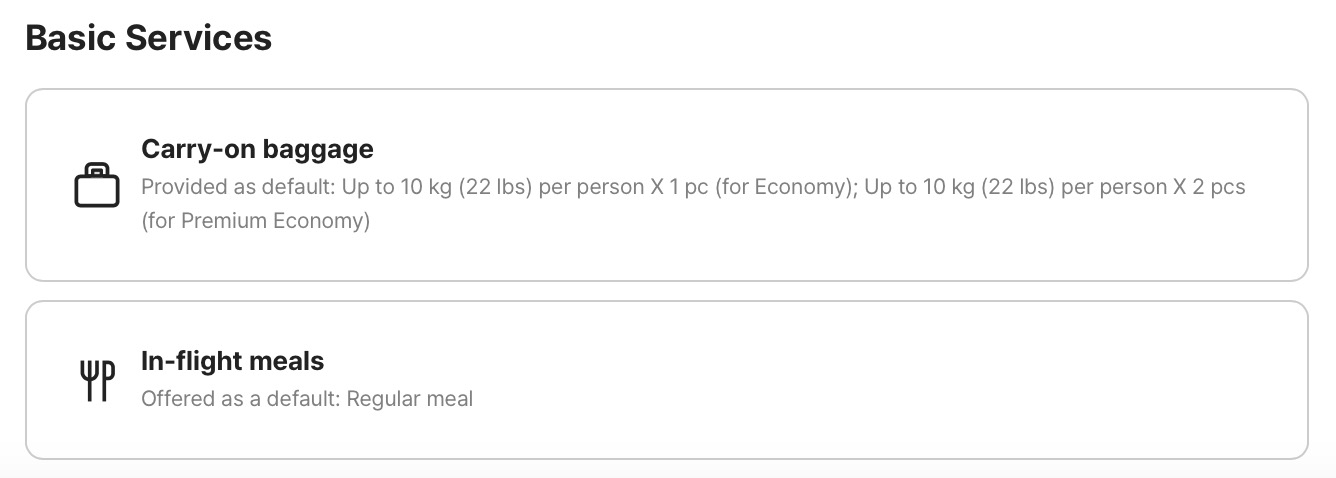 Basic Services
Carry-on baggage
Provided as default: Up to 10 kg (22 lbs) per person X 1 pc (for Economy); Up to 10 kg (22 lbs) per person X 2 pcs
(for Premium Economy)
In-flight meals
Offered as a default: Regular meal